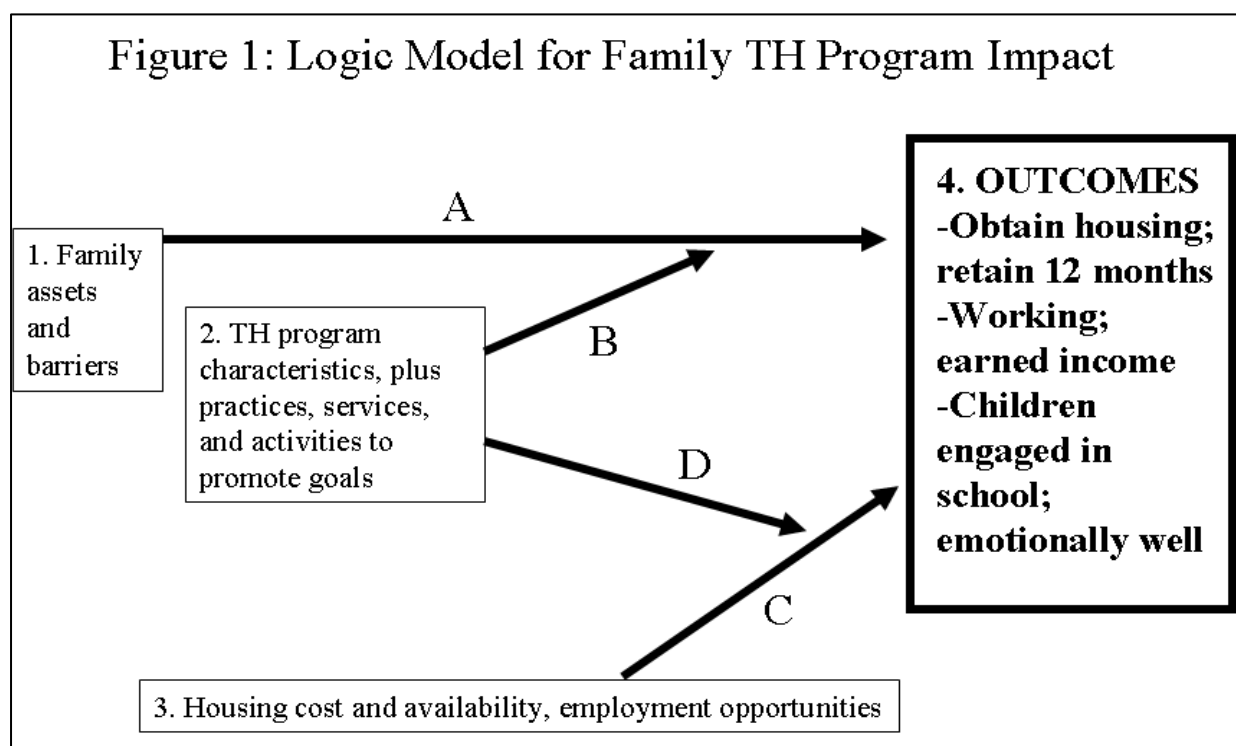 Figure 1: Logic Model for Family TH Program Impact
A
1. Family
assets
and
barriers
2. TH program
characteristics, plus
practices, services,
and activities to
promote goals
B
D
C
3. Housing cost and availability, employment opportunities
4. OUTCOMES
-Obtain housing;
retain 12 months
-Working;
earned income
-Children
engaged in
school;
emotionally well